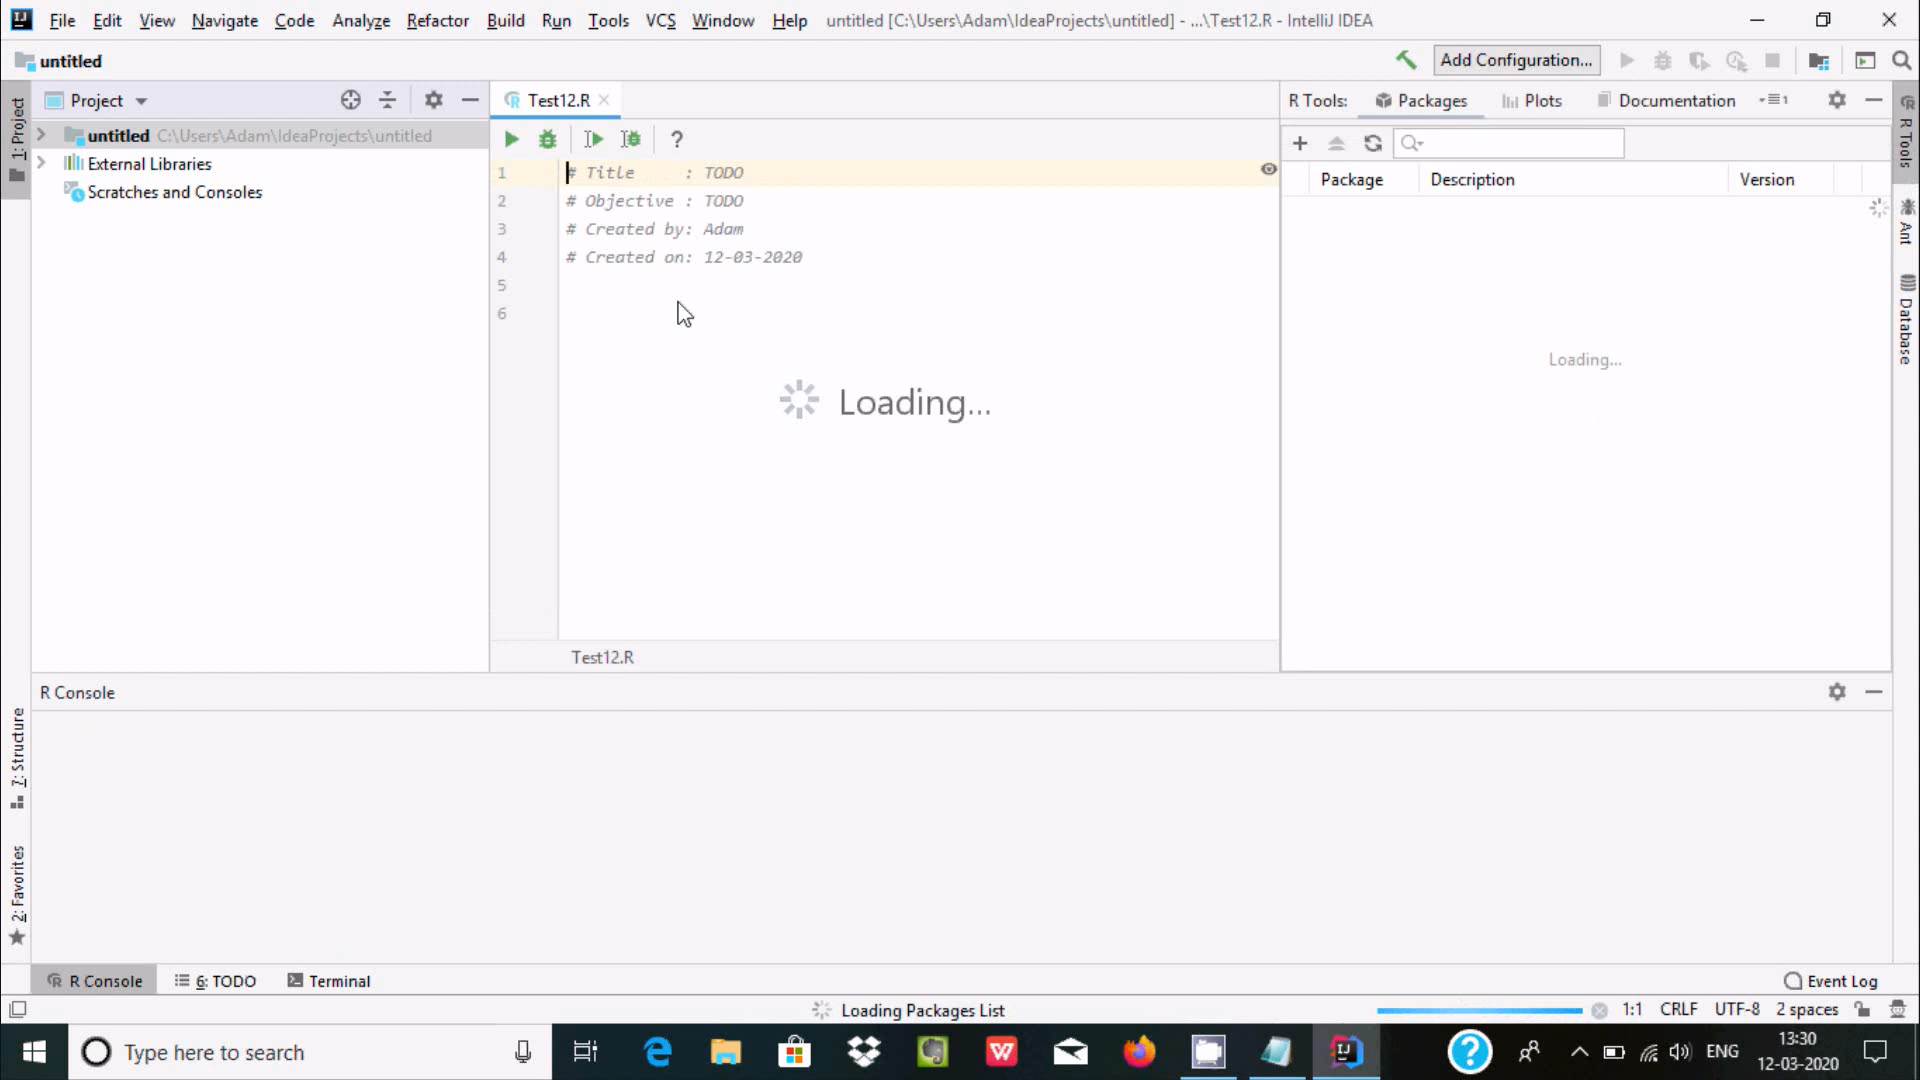 File Edit View Navigate Code Analyze Refactor Build Run Tools VCS Window Help untitled [C:\Users\Adam\IdeaProjects\untitled] - ...\Test12.R - IntelliJ IDEA
untitled
Add Configuration...
1: Project
Project
untitled C:\Users\Adam\IdeaProjects\untitled
External Libraries
Scratches and Consoles
Test12.R
1 # Title : TODO
2 # Objective : TODO
3 # Created by: Adam
4 # Created on: 12-03-2020
5
6
Loading...
Test12.R
R Tools: Packages Plots Documentation
Package Description Version
Loading...
R Tools
Ant
Database
R Console
7: Structure
2: Favorites
R Console 6: TODO Terminal Event Log
Loading Packages List 1:1 CRLF UTF-8 2 spaces
Type here to search
ENG
13:30
12-03-2020